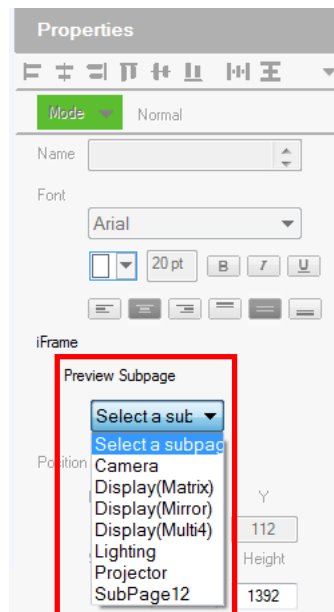 Properties
Mode Normal
Name
Font
Arial
20 pt B I U
iFrame
Preview Subpage
Select a sub
Select a subpag
Position
Camera
Display(Matrix)
Y
Display(Mirror)
112
Display(Multi4)
Lighting
Height
Projector
SubPage12
1392